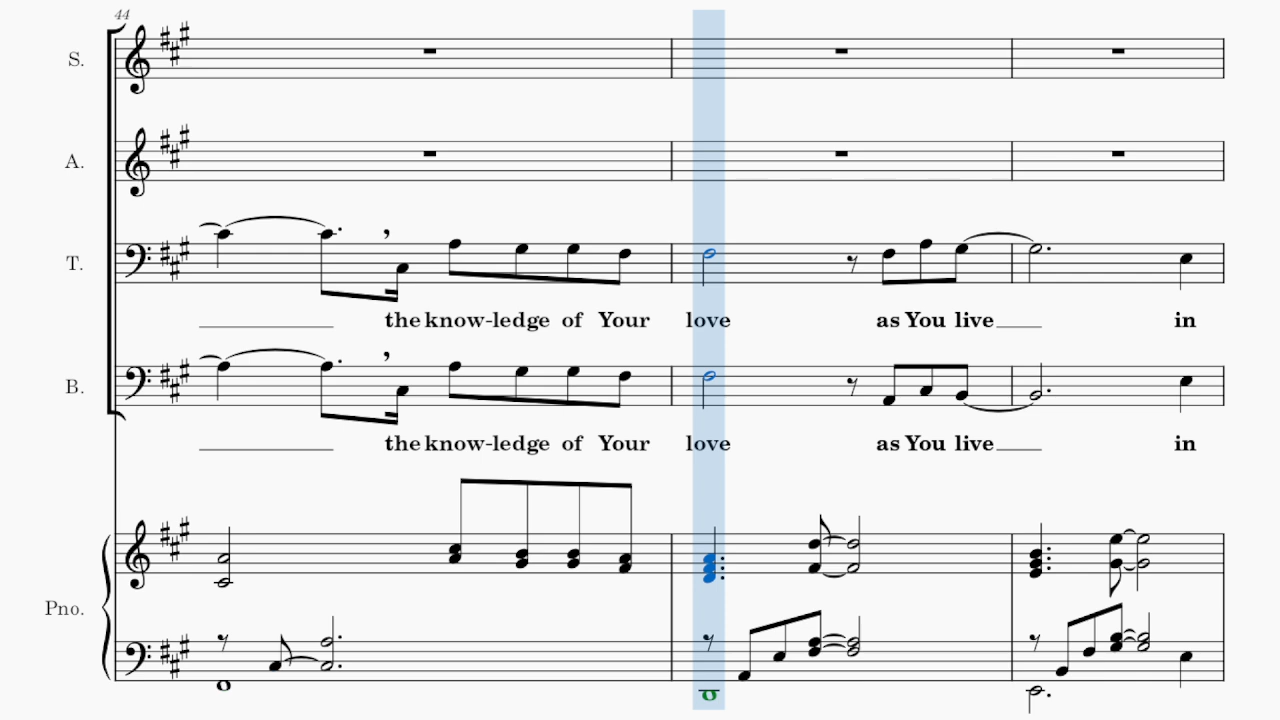 44
S.
A.
T.
the know-ledge of Your love as You live in
B.
the know-ledge of Your love as You live in
Pno.